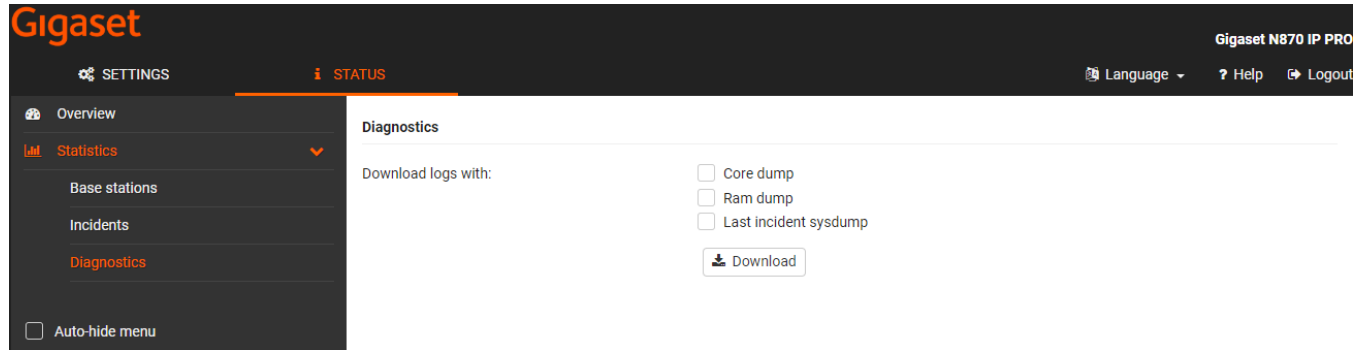 Gigaset
Gigaset N870 IP PRO
SETTINGS
STATUS
Language
? Help
Logout
Overview
Statistics
Base stations
Incidents
Diagnostics
Auto-hide menu
Diagnostics
Download logs with:
Core dump
Ram dump
Last incident sysdump
Download